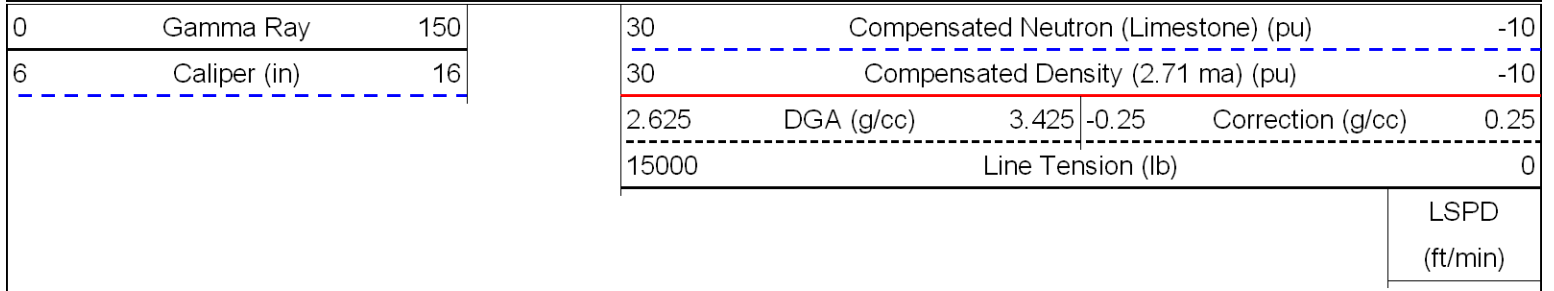 0 Gamma Ray 150 30 Compensated Neutron (Limestone) (pu) -10
6 Caliper (in) 16 30 Compensated Density (2.71 ma) (pu) -10
2.625 DGA (g/cc) 3.425 -0.25 Correction (g/cc) 0.25
15000 Line Tension (lb) 0
LSPD
(ft/min)